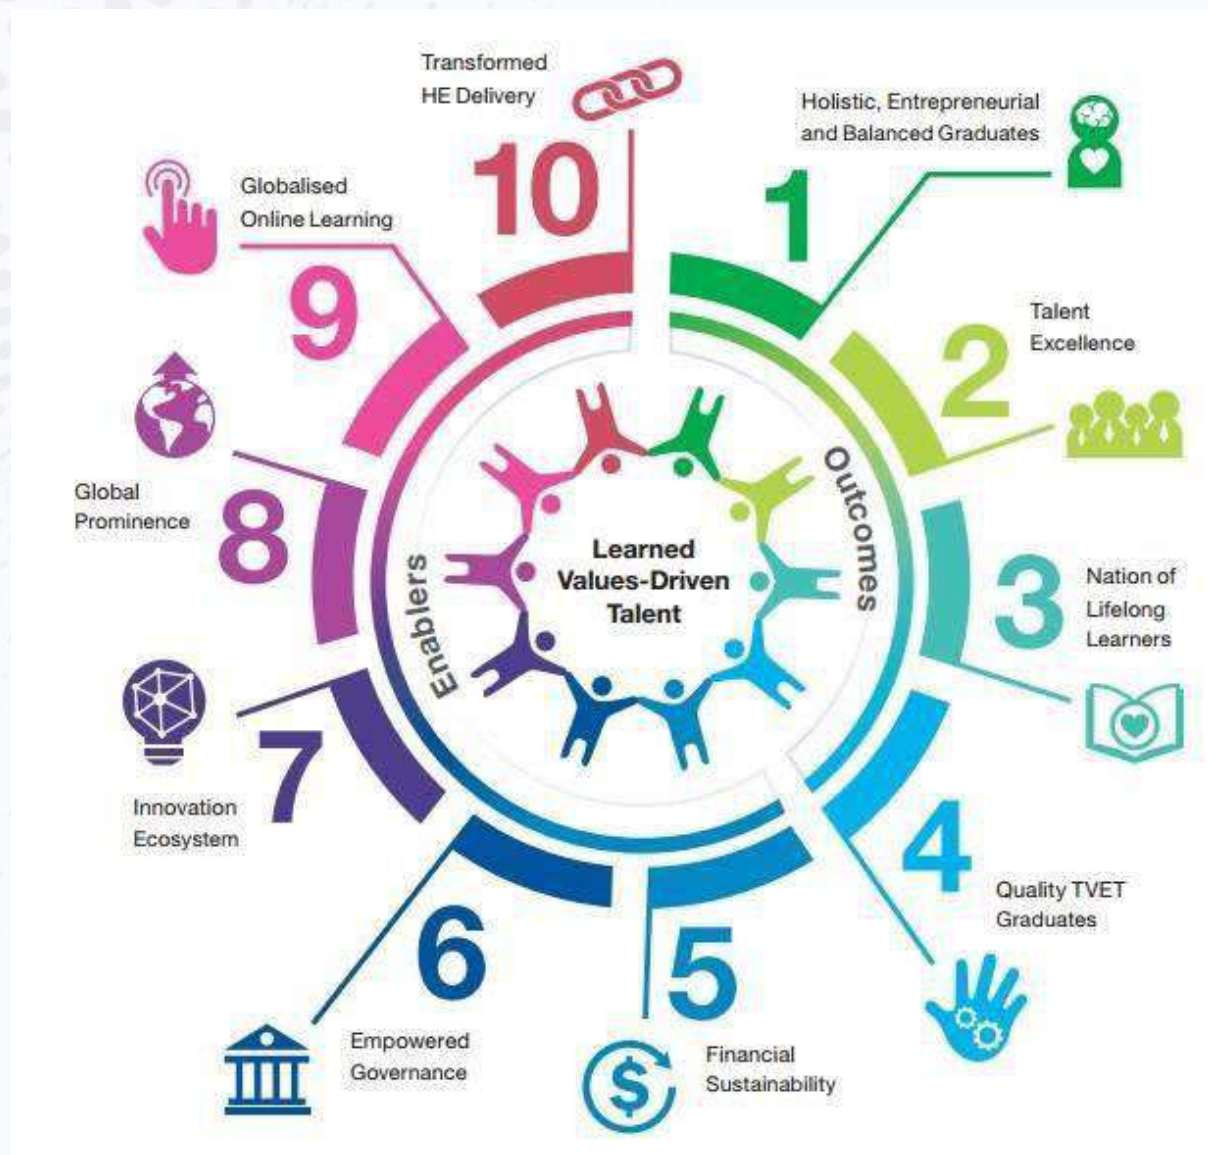 Transformed
HE Delivery
10
Holistic, Entrepreneurial
and Balanced Graduates
1
Talent
Excellence
2
Nation of
Lifelong
Learners
3
Quality TVET
Graduates
4
Financial
Sustainability
5
$
Empowered
Governance
6
Innovation
Ecosystem
7
Global
Prominence
8
Globalised
Online Learning
9
Outcomes
Enablers
Learned
Values-Driven
Talent